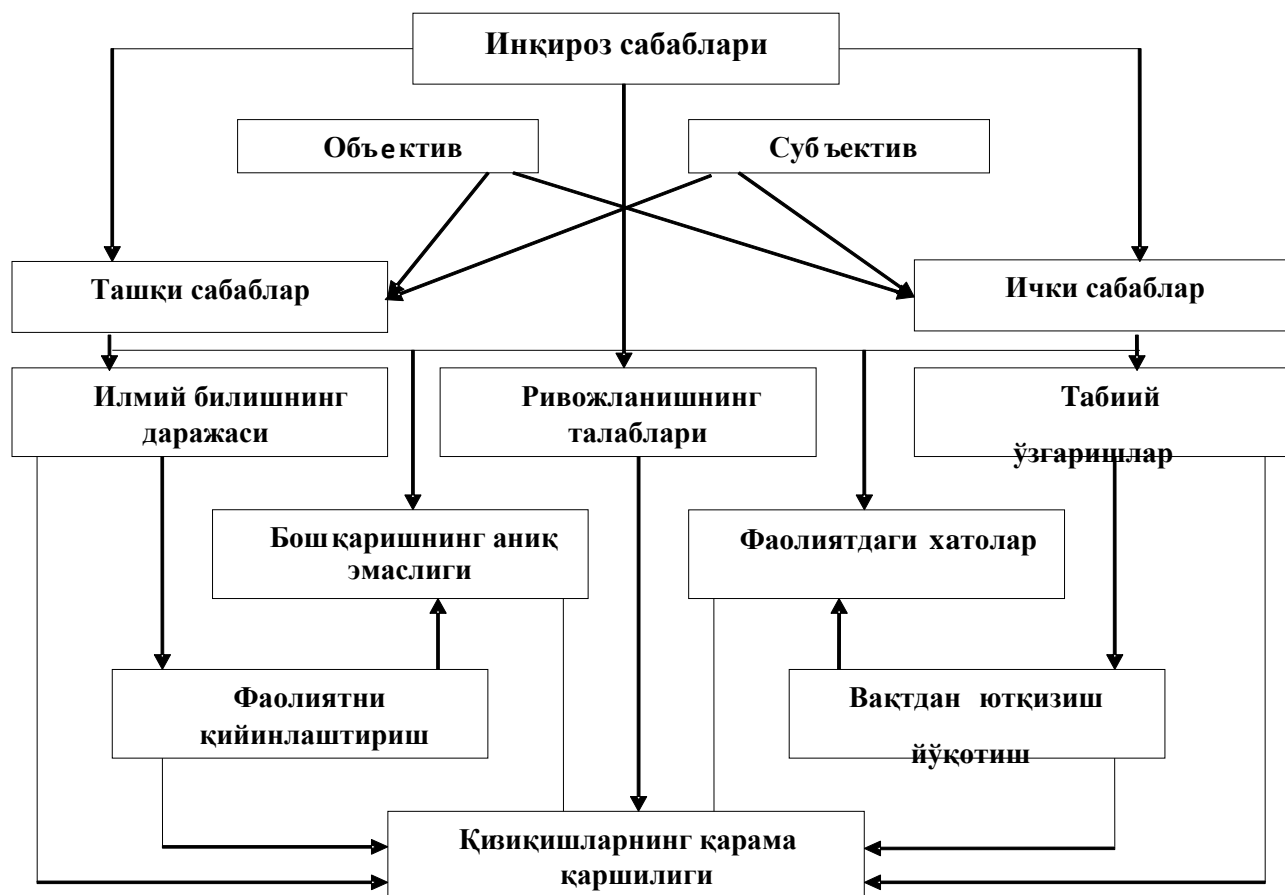 Инқироз сабаблари
Объектив
Субъектив
Ташқи сабаблар
Ички сабаблар
Илмий билишнинг
даражаси
Ривожланишнинг
талаблари
Табиий
ўзгаришлар
Бошқаришнинг аниқ
эмаслиги
Фаолиятдаги хатолар
Фаолиятни
қийинлаштириш
Вақтдан ютқизиш
йўқотиш
Қизиқишларнинг қарама
қаршилиги